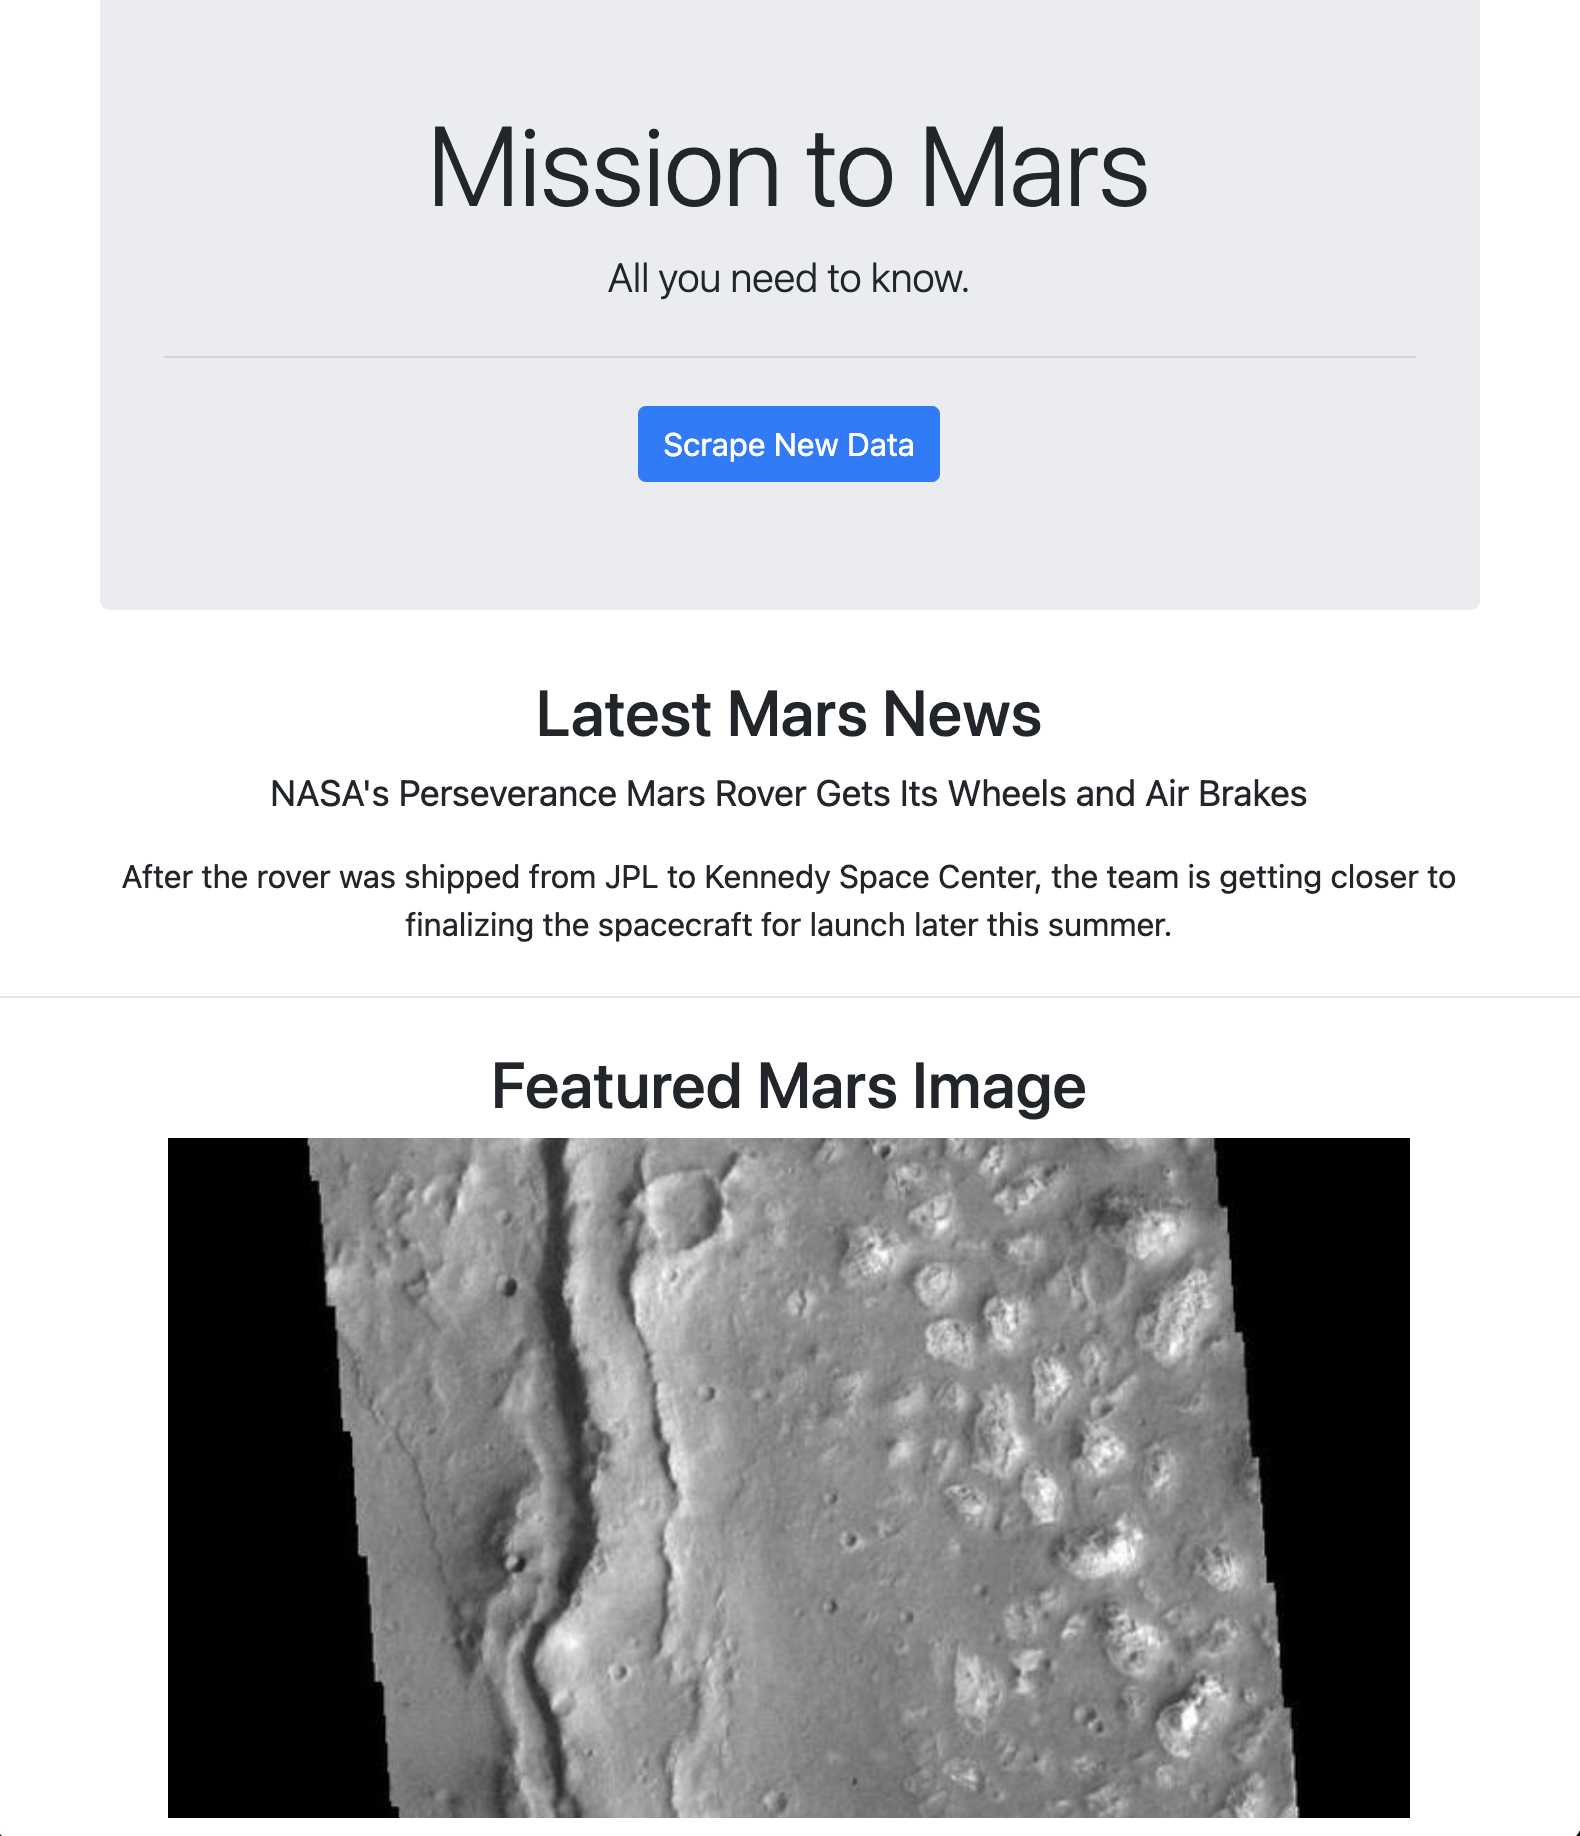 Mission to Mars
All you need to know.
Scrape New Data
Latest Mars News
NASA's Perseverance Mars Rover Gets Its Wheels and Air Brakes
After the rover was shipped from JPL to Kennedy Space Center, the team is getting closer to
finalizing the spacecraft for launch later this summer.
Featured Mars Image